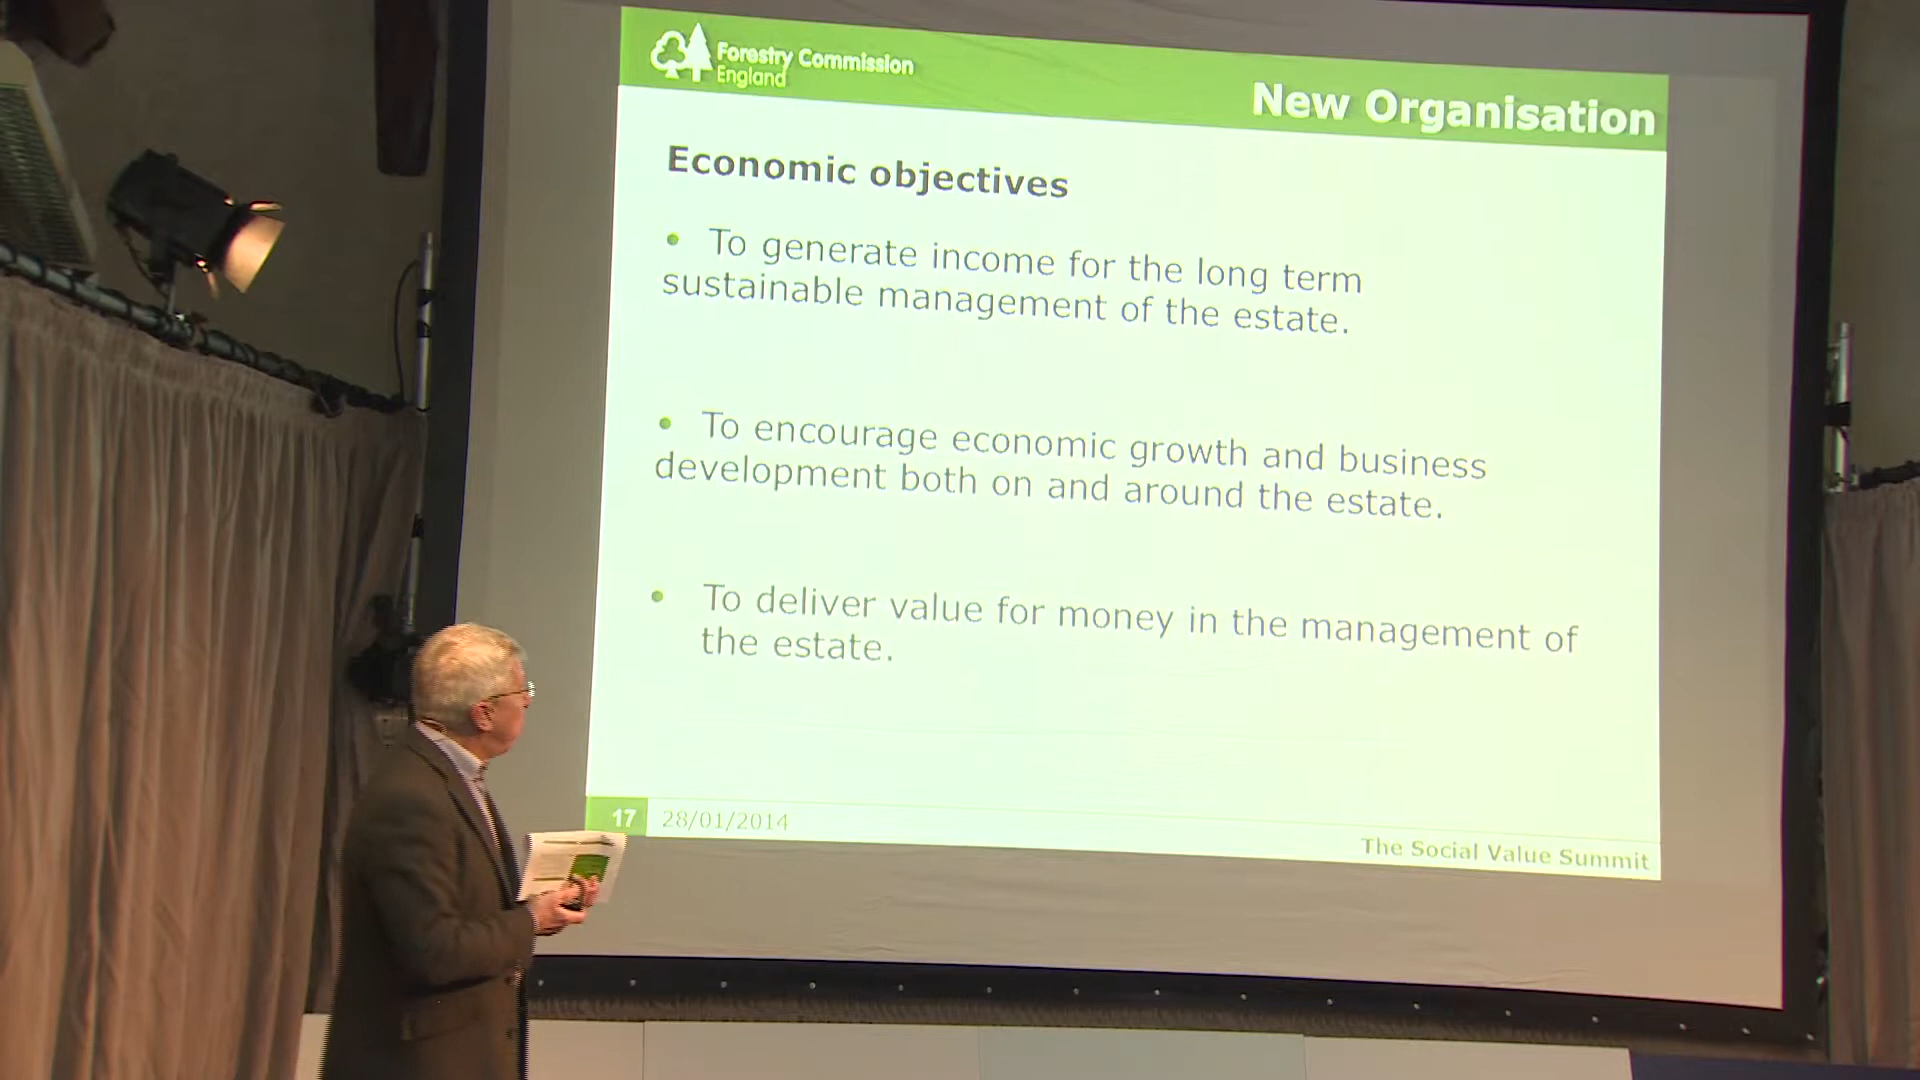 Forestry Commission
England
New Organisation
Economic objectives
• To generate income for the long term
sustainable management of the estate.
• To encourage economic growth and business
development both on and around the estate.
• To deliver value for money in the management of
the estate.
17 28/01/2014
The Social Value Summit